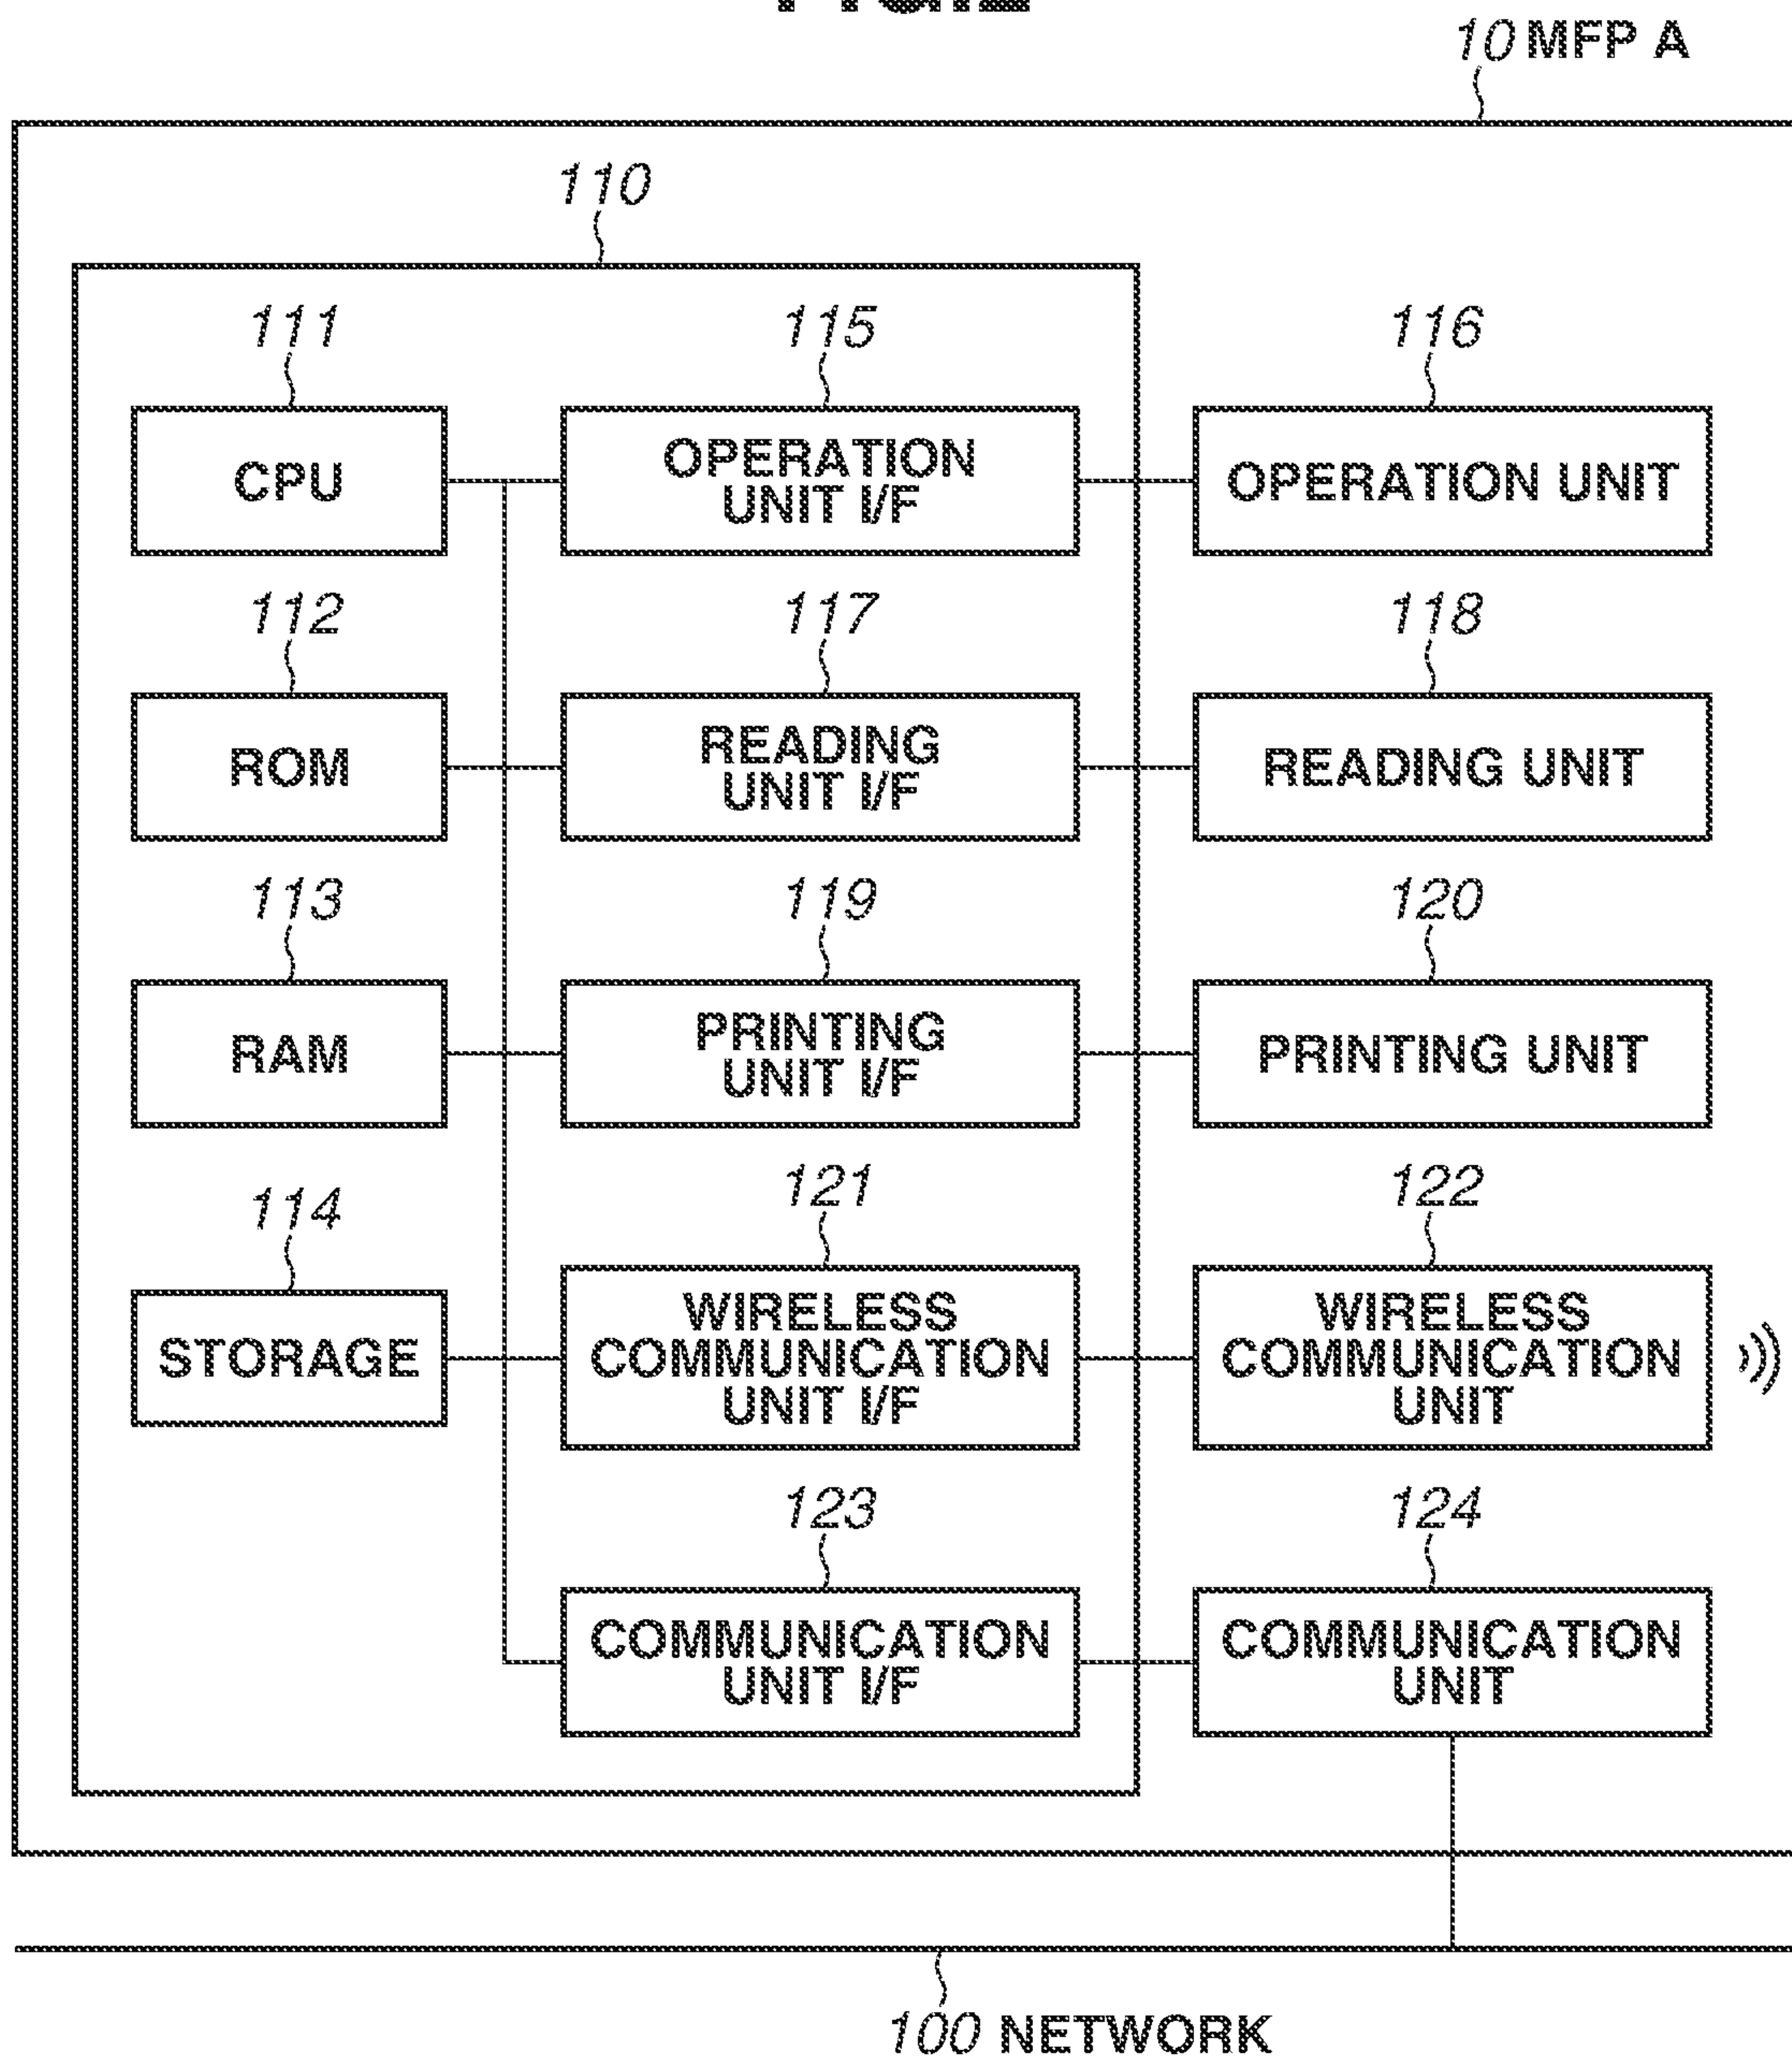 10 MFP A
110
111
115
116
CPU
OPERATION
UNIT I/F
OPERATION UNIT
112
117
118
ROM
READING
UNIT I/F
READING UNIT
113
119
120
RAM
PRINTING
UNIT I/F
PRINTING UNIT
114
121
122
STORAGE
WIRELESS
COMMUNICATION
UNIT I/F
WIRELESS
COMMUNICATION
UNIT
123
124
COMMUNICATION
UNIT I/F
COMMUNICATION
UNIT
100 NETWORK